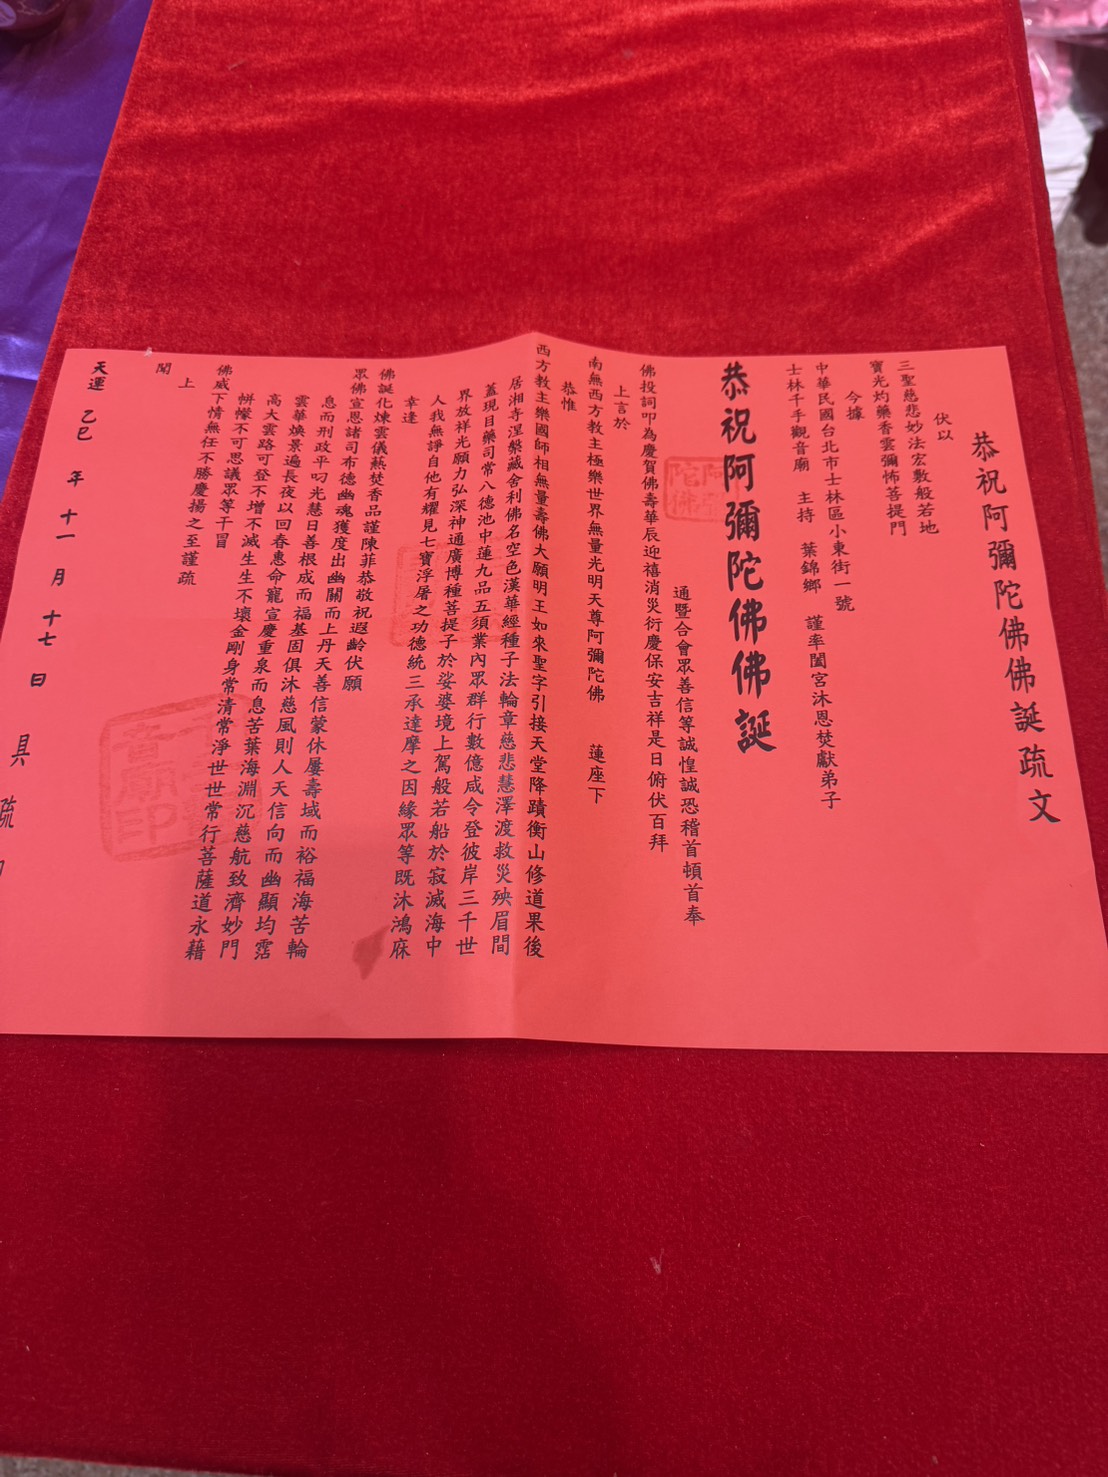 恭祝阿彌陀佛佛誕疏文
伏以
三聖慈悲妙法宏敷般若地
寶光灼藥香雲彌怖菩提門
今據
中華民國台北市士林區小東街一號
士林千手觀音廟 主持 葉錦鄉 謹率闔宮沐恩焚獻弟子
恭祝阿彌陀佛佛誕
通暨合會眾善信等誠惶誠恐稽首頓首奉
佛投詞叩為慶賀佛壽華辰迎禧消災衍慶保安吉祥是日俯伏百拜
上言於
南無西方教主極樂世界無量光明天尊阿彌陀佛 蓮座下
恭惟
西方教主樂國師相無量壽佛大願明王如來聖字引接天堂降蹟衡山修道果後
居湘寺涅槃藏舍利佛名空色漢華經種子法輪章慈悲慧澤渡救災殃眉間
蓋現目藥司常八德池中蓮九品五須業內眾群行數億咸令登彼岸三千世
界放祥光願力弘深神通廣博種菩提子於娑婆境上駕般若船於寂滅海中
人我無諍自他有耀見七寶浮屠之功德統三承達摩之因緣眾等既沐鴻庥
幸逢
佛誕化煉雲儀爇焚香品謹陳菲恭敬祝遐齡伏願
眾佛宣恩諸司布德幽魂獲度出幽關而上丹天善信蒙休屢壽域而裕福海苦輪
息而刑政平叨光慧日善根成而福基固俱沐慈風則人天信向而幽顯均霑
雲華煥景遍長夜以回春惠命寵宣慶重泉而息苦葉海淵沉慈航致濟妙門
高大雲路可登不增不滅生生不壞金剛身常清常淨世世常行菩薩道永藉
帡幪不可思議眾等干冒
佛威下情無任不勝慶揚之至謹疏
上
聞
天運 乙巳 年 十一 月 十七 日 具 疏
阿彌陀佛